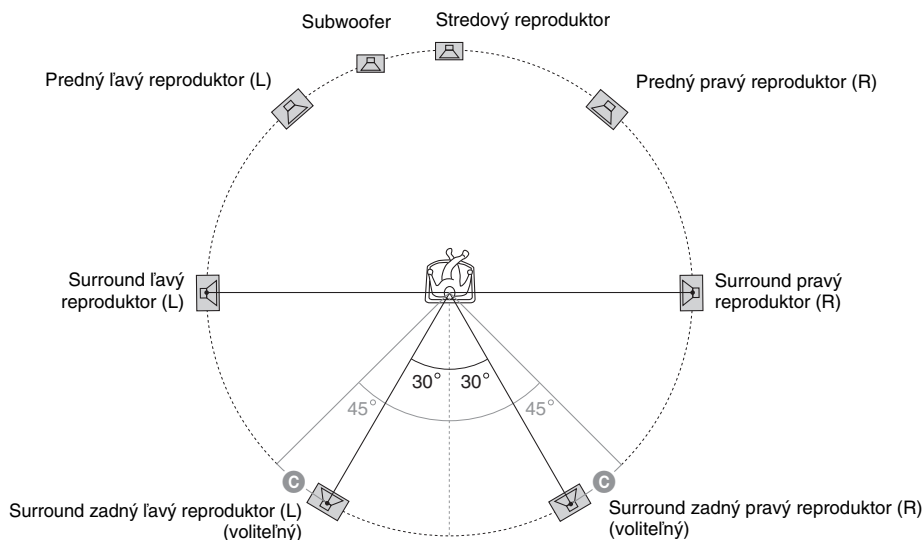 Subwoofer
Stredový reproduktor
Predný ľavý reproduktor (L)
Predný pravý reproduktor (R)
Surround ľavý
reproduktor (L)
Surround pravý
reproduktor (R)
30°
30°
45°
45°
C
C
Surround zadný ľavý reproduktor (L)
(voliteľný)
Surround zadný pravý reproduktor (R)
(voliteľný)